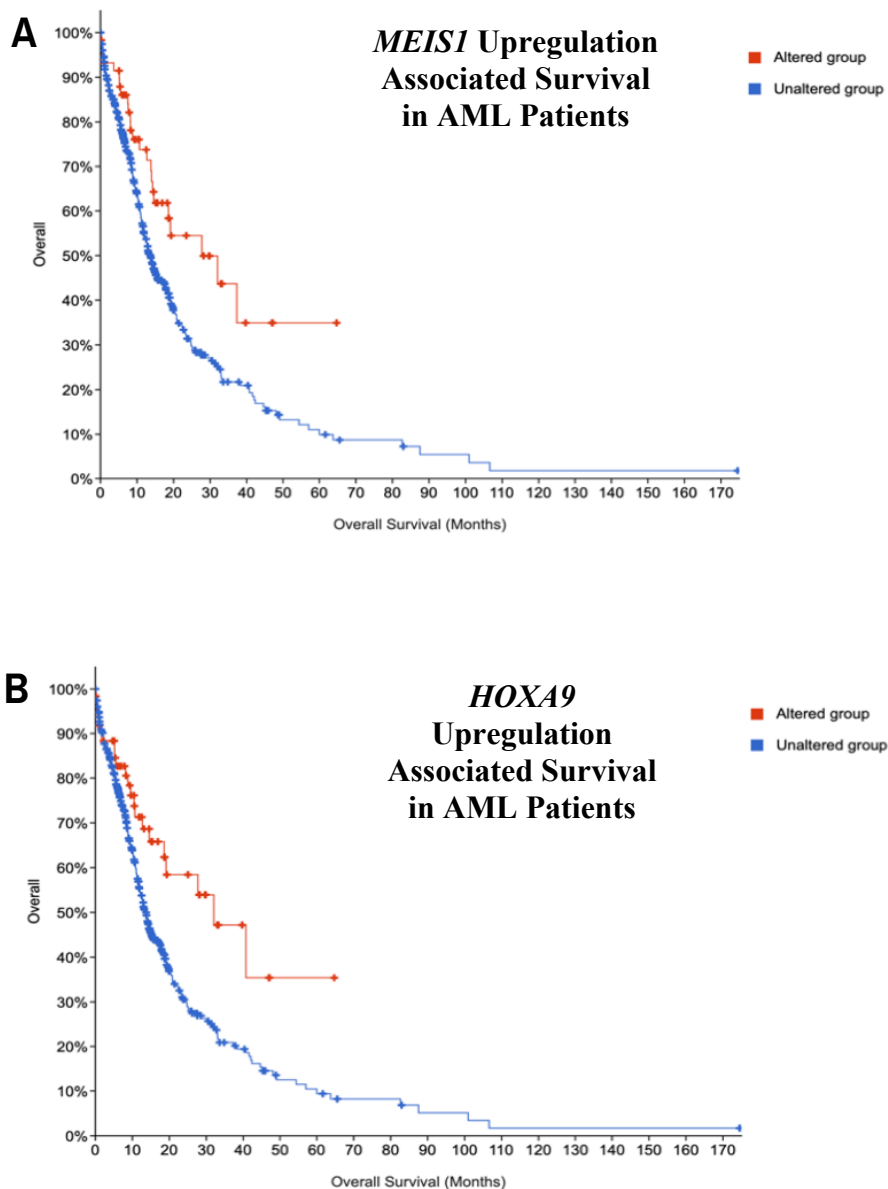 A
MEIS1 Upregulation
Associated Survival
in AML Patients
Altered group
Unaltered group
100%
90%
80%
70%
60%
50%
40%
30%
20%
10%
0%
Overall
0 10 20 30 40 50 60 70 80 90 100 110 120 130 140 150 160 170
Overall Survival (Months)
B
HOXA9
Upregulation
Associated Survival
in AML Patients
Altered group
Unaltered group
100%
90%
80%
70%
60%
50%
40%
30%
20%
10%
0%
Overall
0 10 20 30 40 50 60 70 80 90 100 110 120 130 140 150 160 170
Overall Survival (Months)